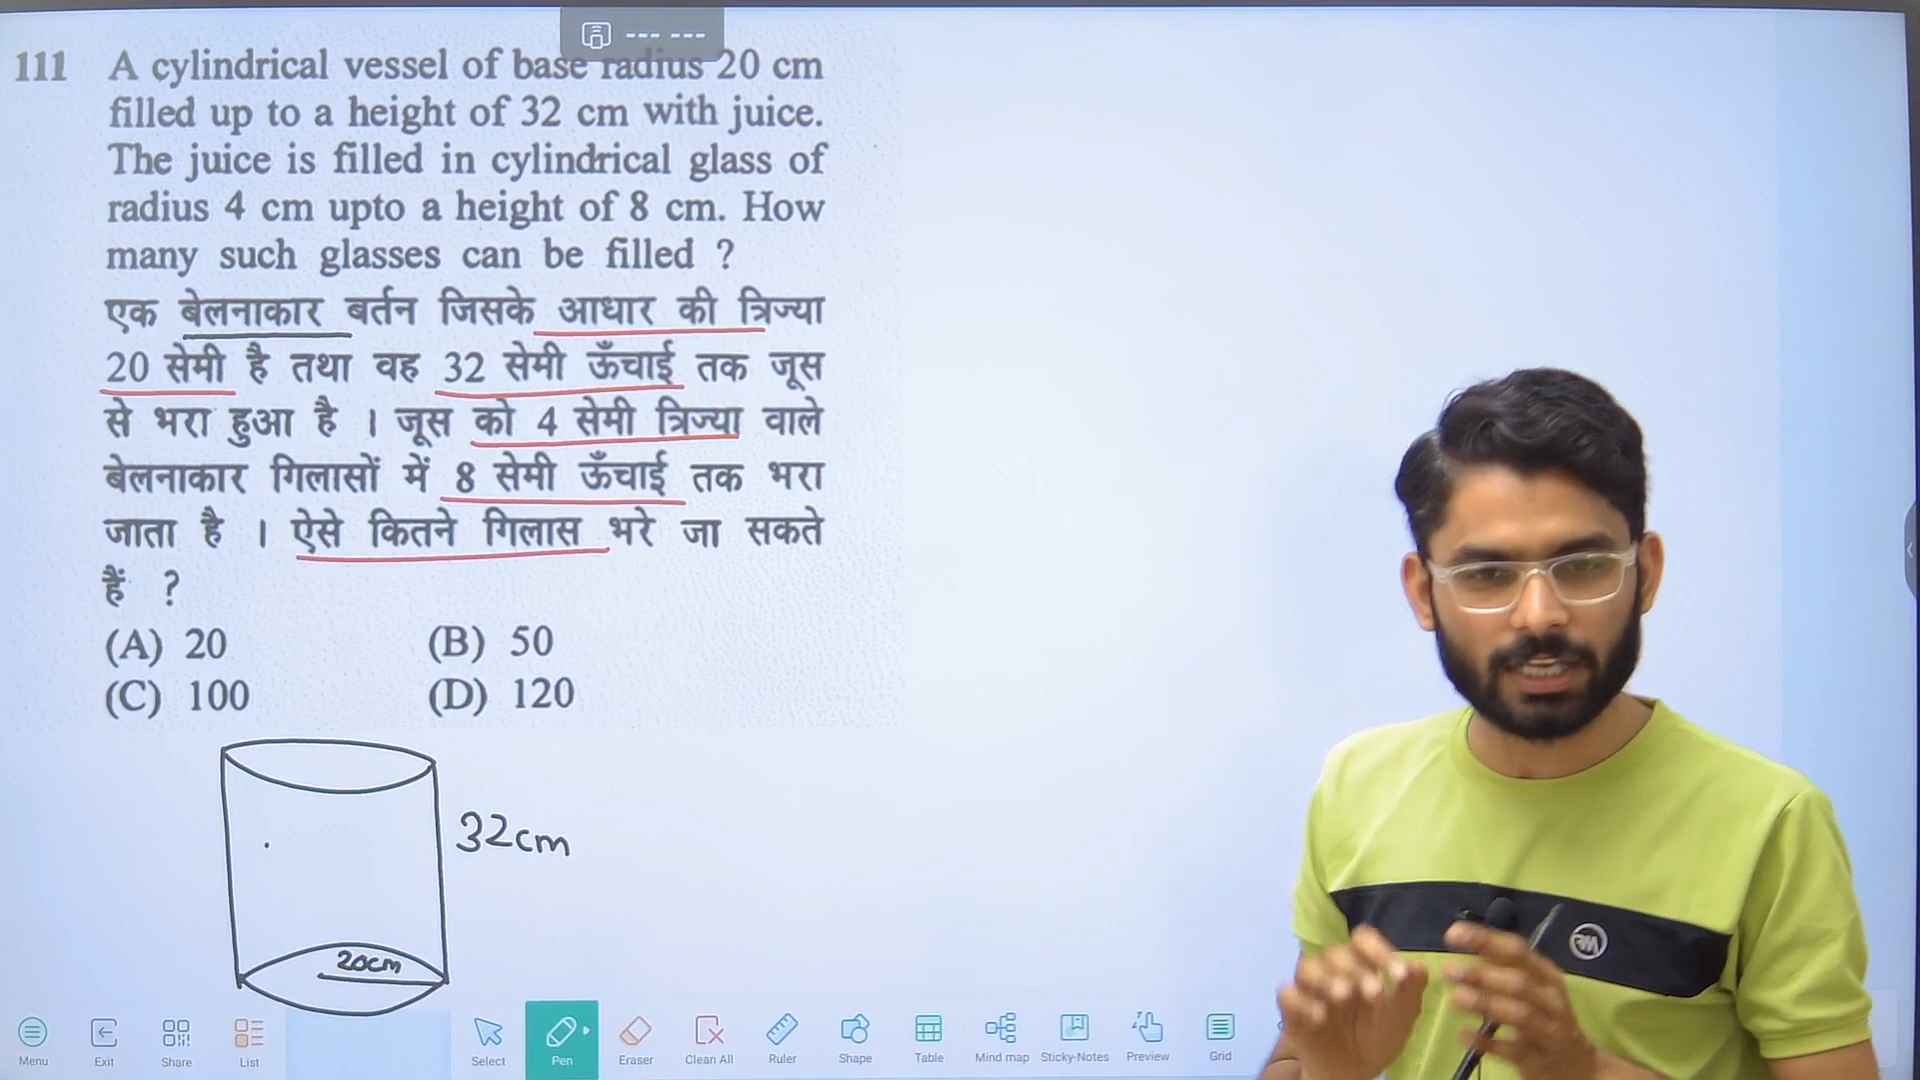 111 A cylindrical vessel of base radius 20 cm
filled up to a height of 32 cm with juice.
The juice is filled in cylindrical glass of
radius 4 cm upto a height of 8 cm. How
many such glasses can be filled ?
एक बेलनाकार बर्तन जिसके आधार की त्रिज्या
20 सेमी है तथा वह 32 सेमी ऊँचाई तक जूस
से भरा हुआ है । जूस को 4 सेमी त्रिज्या वाले
बेलनाकार गिलासों में 8 सेमी ऊँचाई तक भरा
जाता है । ऐसे कितने गिलास भरे जा सकते
हैं ?
(A) 20 (B) 50
(C) 100 (D) 120
32cm
20cm
Menu Exit Share List Select Pen Eraser Clean All Ruler Shape Table Mind map Sticky-Notes Preview Grid